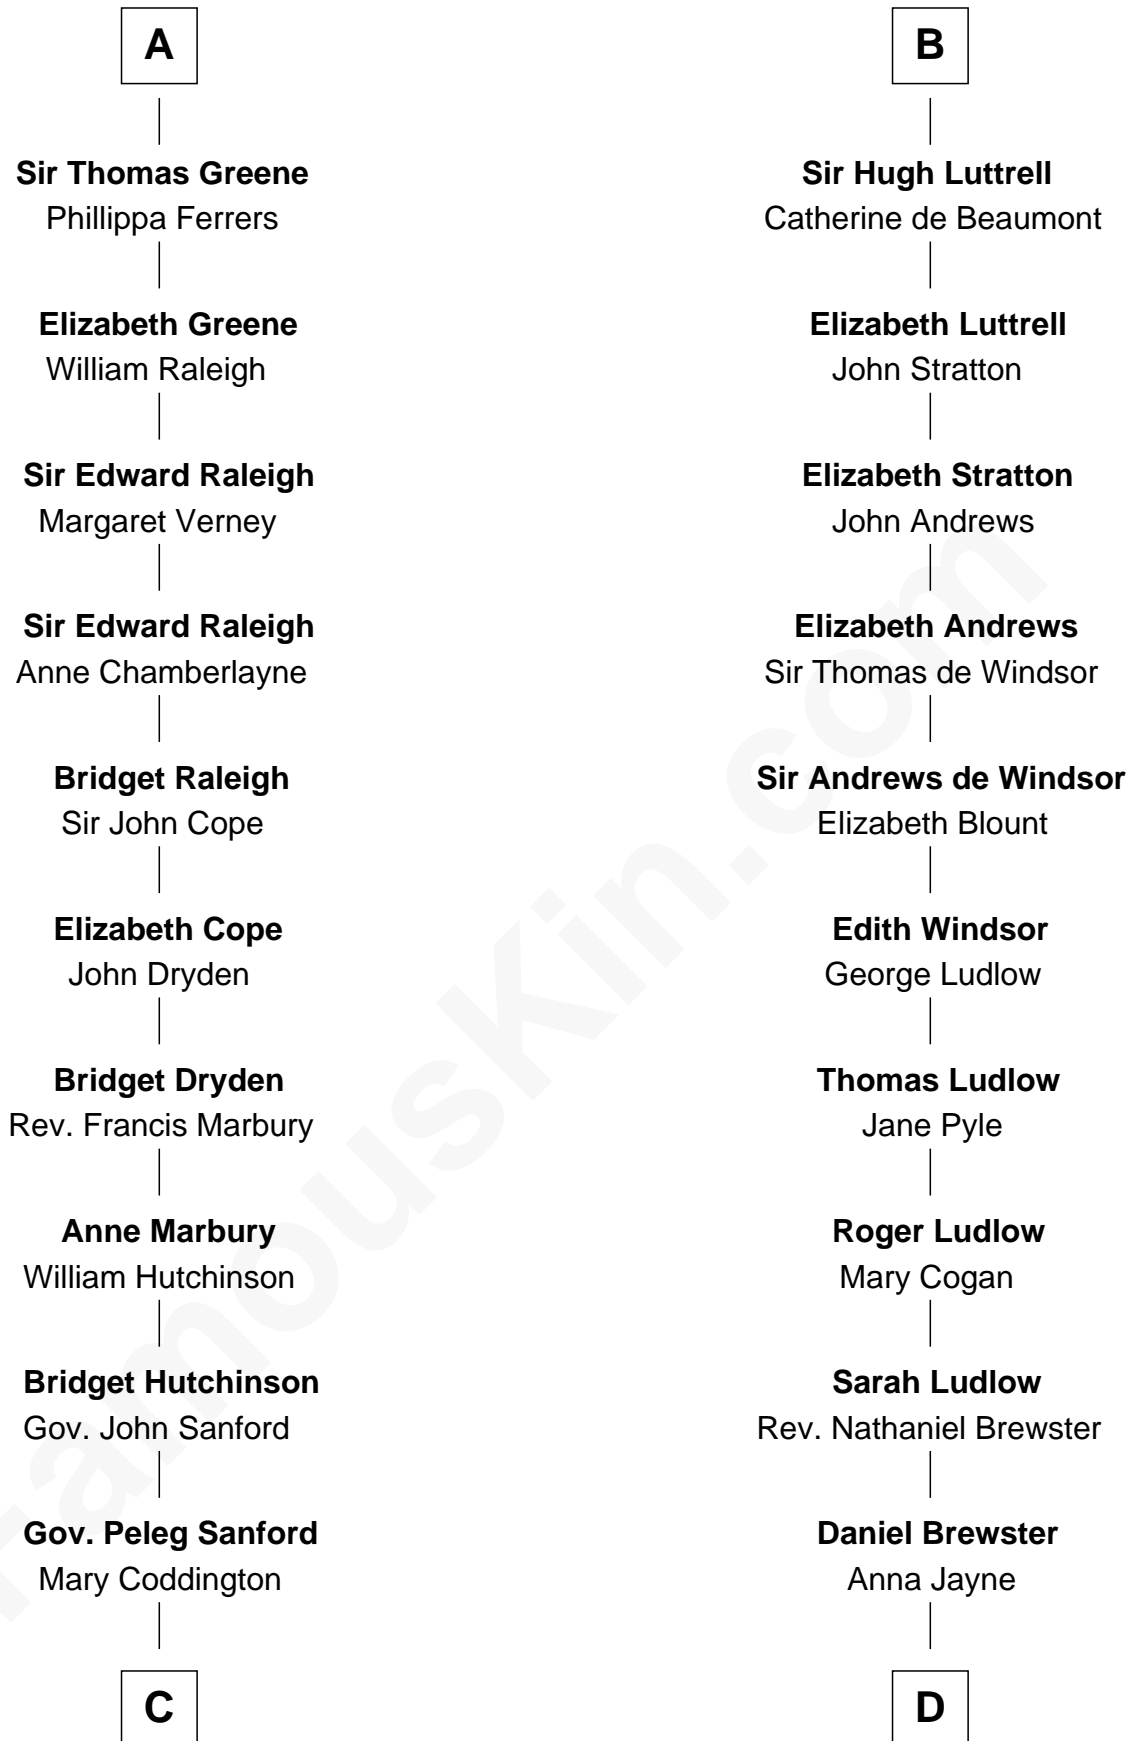 A
Sir Thomas Greene
Phillippa Ferrers
Elizabeth Greene
William Raleigh
Sir Edward Raleigh
Margaret Verney
Sir Edward Raleigh
Anne Chamberlayne
Bridget Raleigh
Sir John Cope
Elizabeth Cope
John Dryden
Bridget Dryden
Rev. Francis Marbury
Anne Marbury
William Hutchinson
Bridget Hutchinson
Gov. John Sanford
Gov. Peleg Sanford
Mary Coddington
C
B
Sir Hugh Luttrell
Catherine de Beaumont
Elizabeth Luttrell
John Stratton
Elizabeth Stratton
John Andrews
Elizabeth Andrews
Sir Thomas de Windsor
Sir Andrews de Windsor
Elizabeth Blount
Edith Windsor
George Ludlow
Thomas Ludlow
Jane Pyle
Roger Ludlow
Mary Cogan
Sarah Ludlow
Rev. Nathaniel Brewster
Daniel Brewster
Anna Jayne
D
FamousKin.com